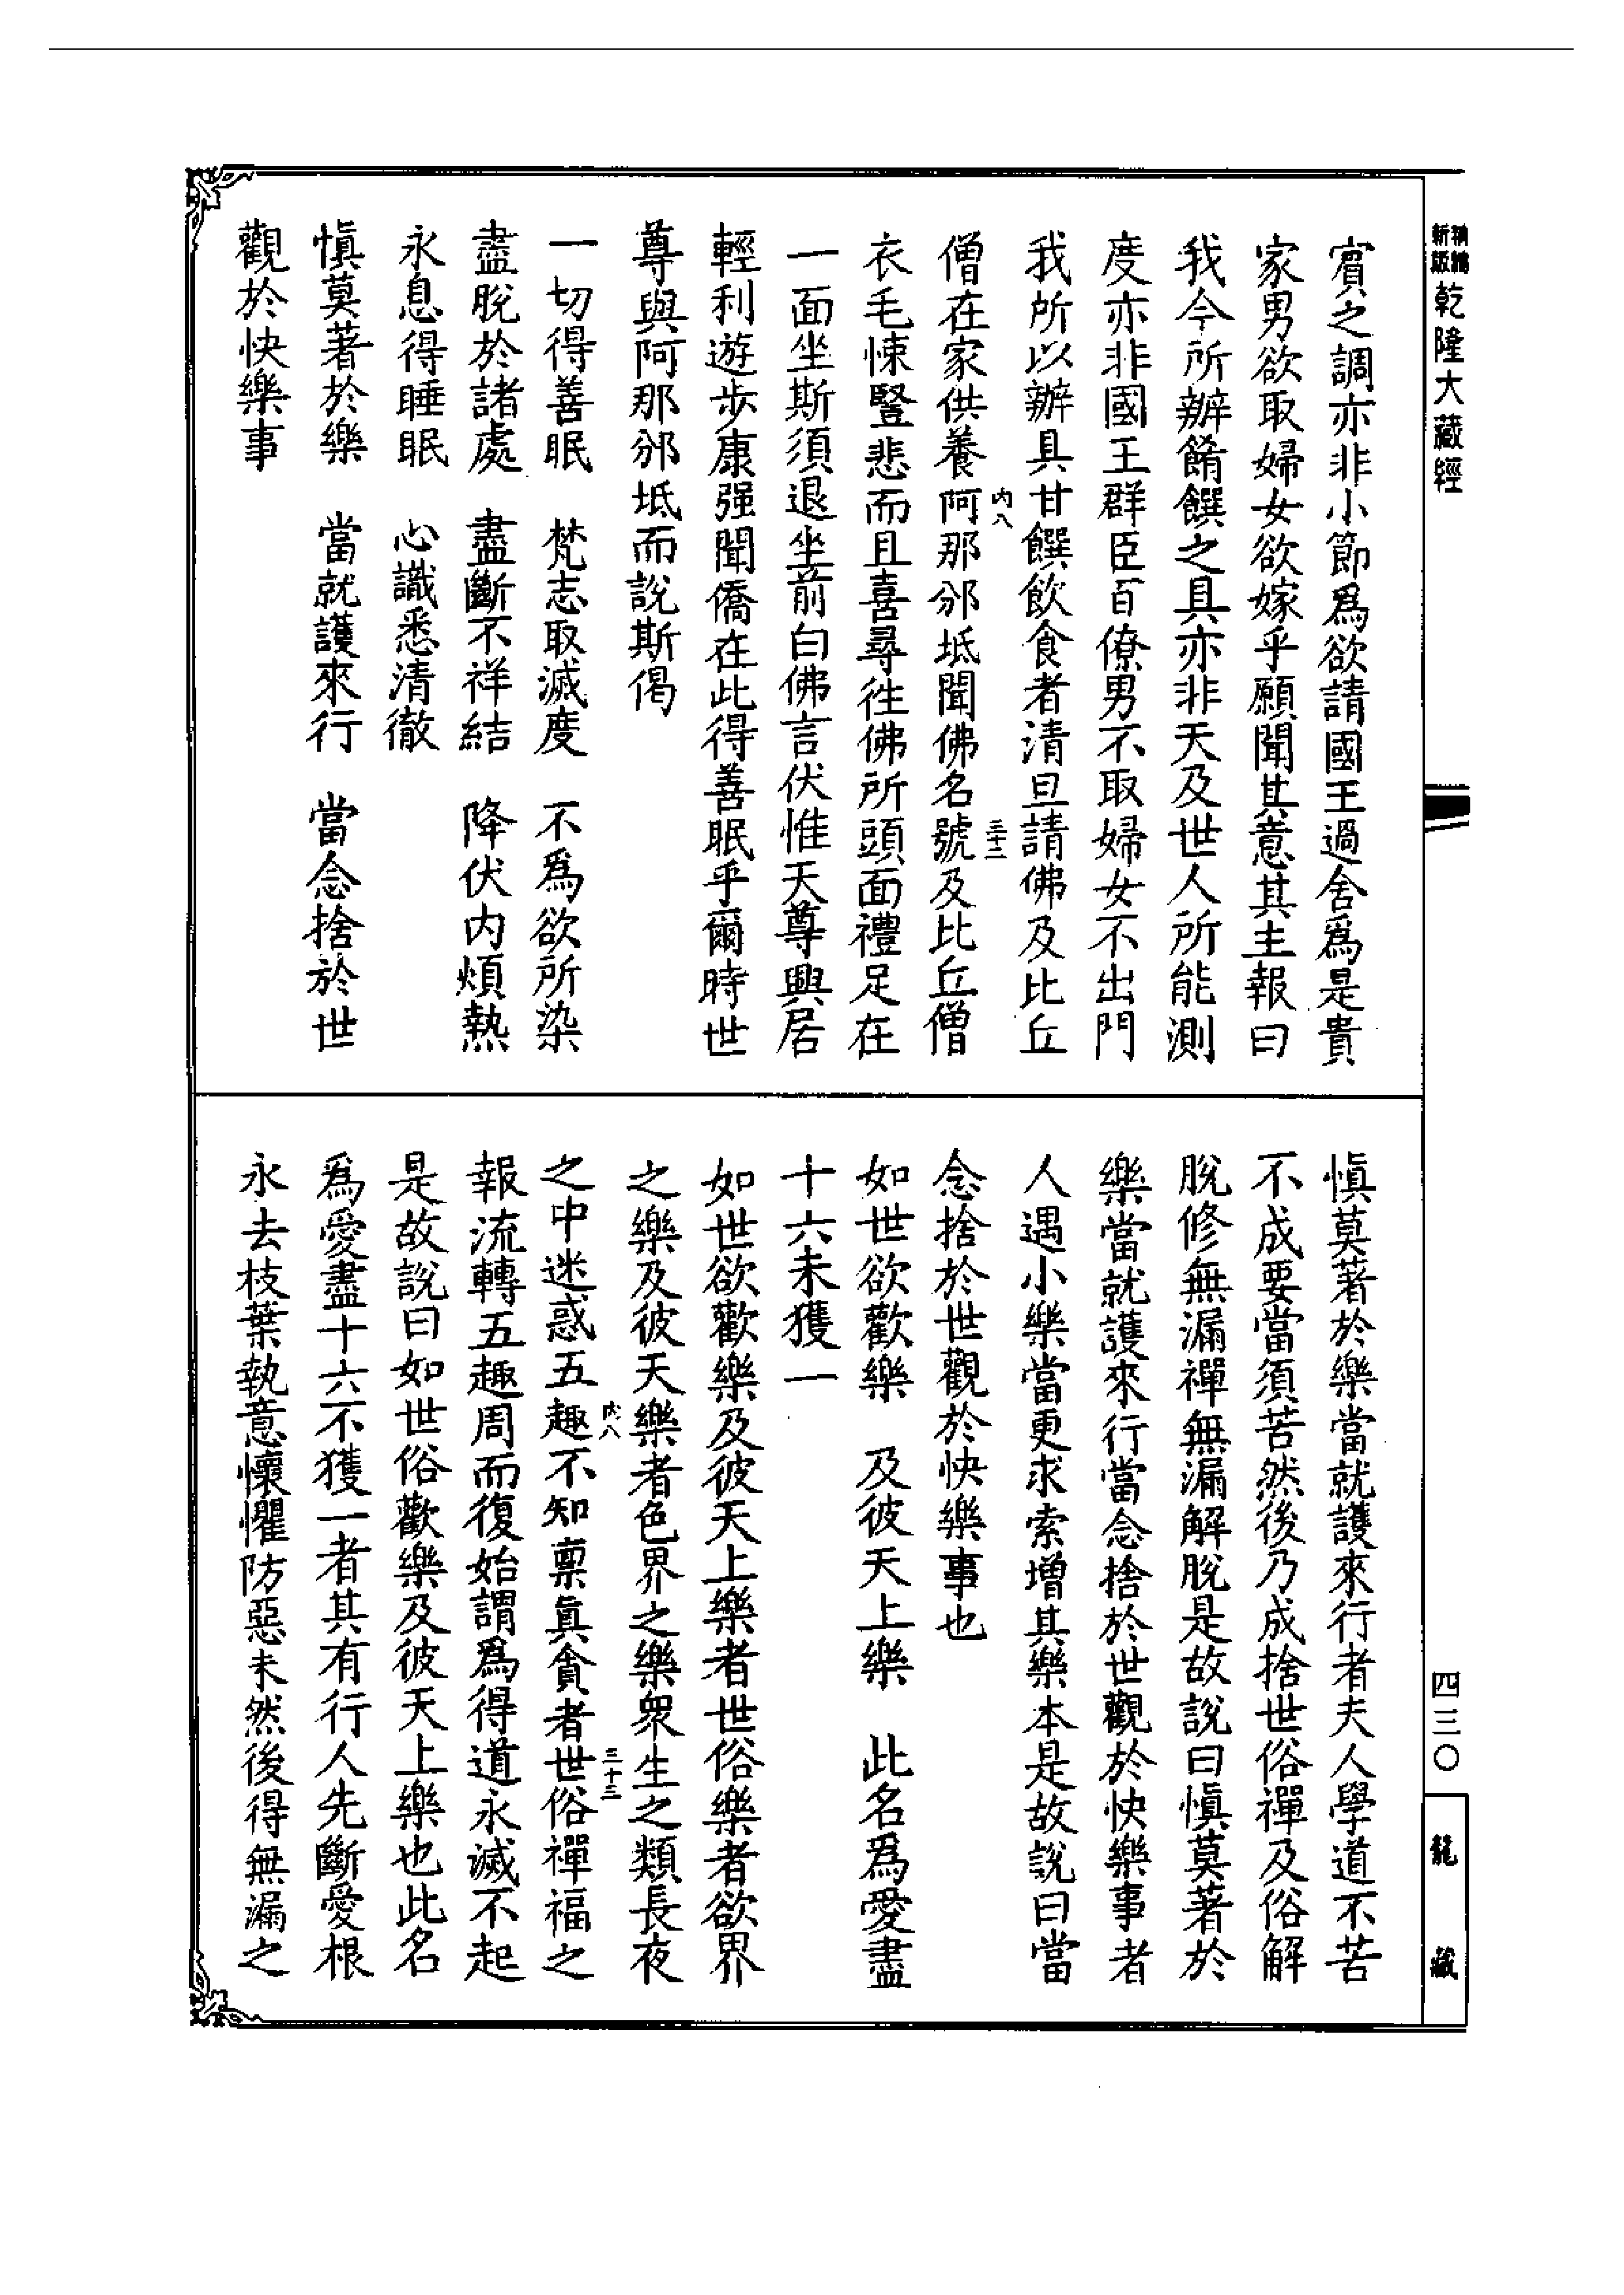 新編
縮版
乾隆大藏經
四三〇
龍藏
賓之調亦非小節爲欲請國王過舍爲是貴
家男欲取婦女欲嫁乎願聞其意其主報曰
我今所辦餚饌之具亦非天及世人所能測
度亦非國王群臣百僚男不取婦女不出門
我所以辦具甘饌飲食者清旦請佛及比丘
內八
三十二
僧在家供養阿那邠坻聞佛名號及比丘僧
衣毛悚豎悲而且喜尋往佛所頭面禮足在
一面坐斯須退坐前白佛言伏惟天尊興居
輕利遊步康强聞僑在此得善眠乎爾時世
尊與阿那邠坻而說斯偈
一切得善眠　梵志取滅度　不爲欲所染
盡脫於諸處　盡斷不祥結　降伏內煩熱
永息得睡眠　心識悉清徹
慎莫著於樂　當就護來行　當念捨於世
觀於快樂事
慎莫著於樂當就護來行者夫人學道不苦
不成要當須苦然後乃成捨世俗禪及俗解
脫修無漏禪無漏解脫是故說曰慎莫著於
樂當就護來行當念捨於世觀於快樂事者
人遇小樂當更求索增其樂本是故說曰當
念捨於世觀於快樂事也
如世欲歡樂　及彼天上樂　此名爲愛盡
十六未獲一
如世欲歡樂及彼天上樂者世俗樂者欲界
之樂及彼天樂者色界之樂衆生之類長夜
內八
三十三
之中迷惑五趣不知禀眞貪者世俗禪福之
報流轉五趣周而復始謂爲得道永滅不起
是故說曰如世俗歡樂及彼天上樂也此名
爲愛盡十六不獲一者其有行人先斷愛根
永去枝葉執意懷懼防惡未然後得無漏之